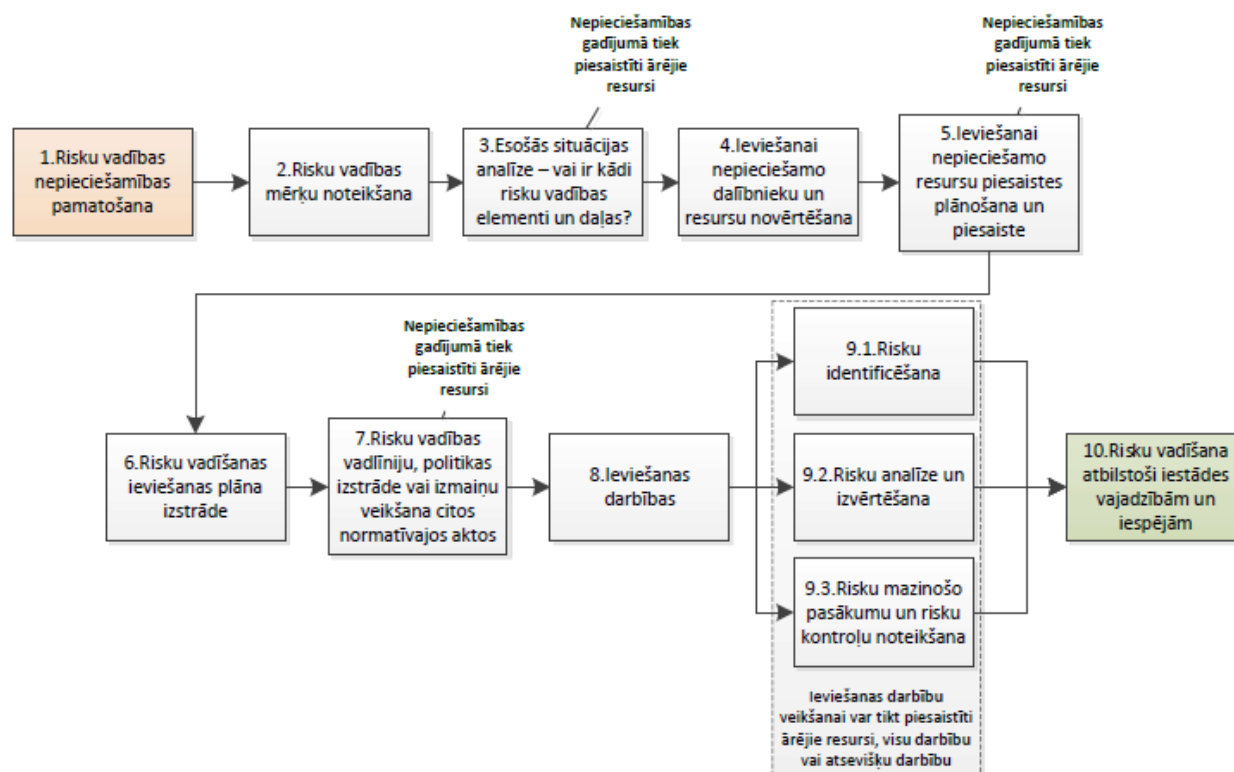 Nepieciešamības
gadījumā tiek
piesaistīti ārējie
resursi
Nepieciešamības
gadījumā tiek
piesaistīti ārējie
resursi
1.Risku vadības
nepieciešamības
pamatošana
2.Risku vadības
mērķu noteikšana
3.Esošās situācijas
analīze – vai ir kādi
risku vadības
elementi un daļas?
4.Ieviešanai
nepieciešamo
dalībnieku un
resursu novērtēšana
5.Ieviešanai
nepieciešamo
resursu piesaistes
plānošana un
piesaiste
Nepieciešamības
gadījumā tiek
piesaistīti ārējie
resursi
6.Risku vadīšanas
ieviešanas plāna
izstrāde
7.Risku vadības
vadlīniju, politikas
izstrāde vai izmaiņu
veikšana citos
normatīvajos aktos
8.Ieviešanas
darbības
9.1.Risku
identificēšana
9.2.Risku analīze un
izvērtēšana
9.3.Risku mazinošo
pasākumu un risku
kontroļu noteikšana
Ieviešanas darbību
veikšanai var tikt piesaistīti
ārējie resursi, visu darbību
vai atsevišķu darbību
10.Risku vadīšana
atbilstoši iestādes
vajadzībām un
iespējām